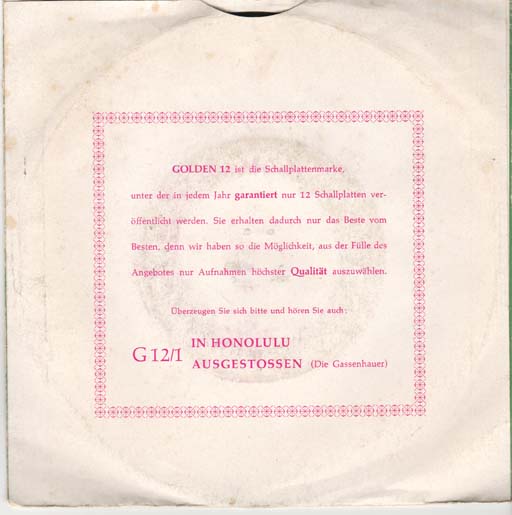 GOLDEN 12 ist die Schallplattenmarke,
unter der in jedem Jahr garantiert nur 12 Schallplatten ver-
öffentlicht werden. Sie erhalten dadurch nur das Beste vom
Besten, denn wir haben so die Möglichkeit, aus der Fülle des
Angebotes nur Aufnahmen höchster Qualität auszuwählen.
Überzeugen Sie sich bitte und hören Sie auch:
G 12/1 IN HONOLULU
AUSGESTOSSEN (Die Gassenhauer)